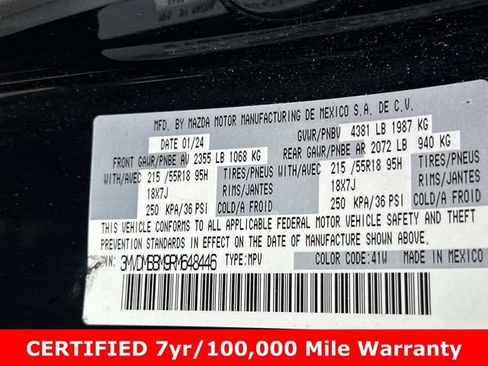 MFD. BY MAZDA MOTOR MANUFACTURING DE MEXICO S.A. DE C.V.
DATE 01/24 GVWR/PNBV 4381 LB 1987 KG
FRONT GAWR/PNBE AV 2355 LB 1068 KG REAR GAWR/PNBE AR 2072 LB 940 KG
WITH/AVEC 215 /55R18 95H TIRES/PNEUS WITH/AVEC 215 /55R18 95H TIRES/PNEUS
18X7J RIMS/JANTES 18X7J RIMS/JANTES
250 KPA/36 PSI COLD/A FROID 250 KPA/36 PSI COLD/A FROID
THIS VEHICLE CONFORMS TO ALL APPLICABLE FEDERAL MOTOR VEHICLE SAFETY AND THEFT
PREVENTION STANDARDS IN EFFECT ON THE DATE OF MANUFACTURE SHOWN ABOVE.
VIN: 3MVDMBBM9RM648446 TYPE:MPV COLOR CODE: 41W MADE IN MEXICO
CERTIFIED 7yr/100,000 Mile Warranty